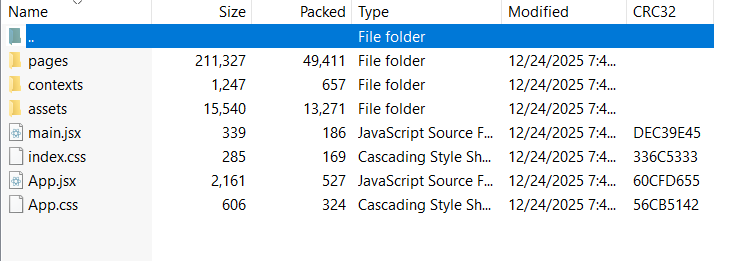 Name Size Packed Type Modified CRC32
.. File folder
pages 211,327 49,411 File folder 12/24/2025 7:4...
contexts 1,247 657 File folder 12/24/2025 7:4...
assets 15,540 13,271 File folder 12/24/2025 7:4...
main.jsx 339 186 JavaScript Source F... 12/24/2025 7:4... DEC39E45
index.css 285 169 Cascading Style Sh... 12/24/2025 7:4... 336C5333
App.jsx 2,161 527 JavaScript Source F... 12/24/2025 7:4... 60CFD655
App.css 606 324 Cascading Style Sh... 12/24/2025 7:4... 56CB5142